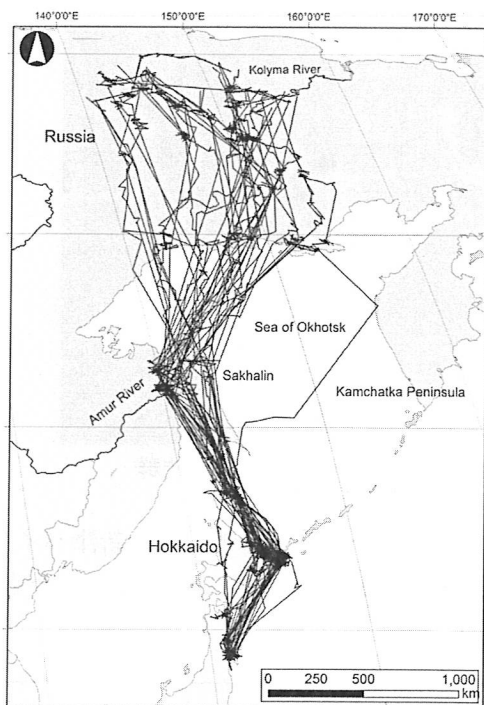 140°0'0"E 150°0'0"E 160°0'0"E 170°0'0"E
Kolyma River
Russia
Sea of Okhotsk
Sakhalin
Amur River
Kamchatka Peninsula
Hokkaido
0 250 500 1,000
km